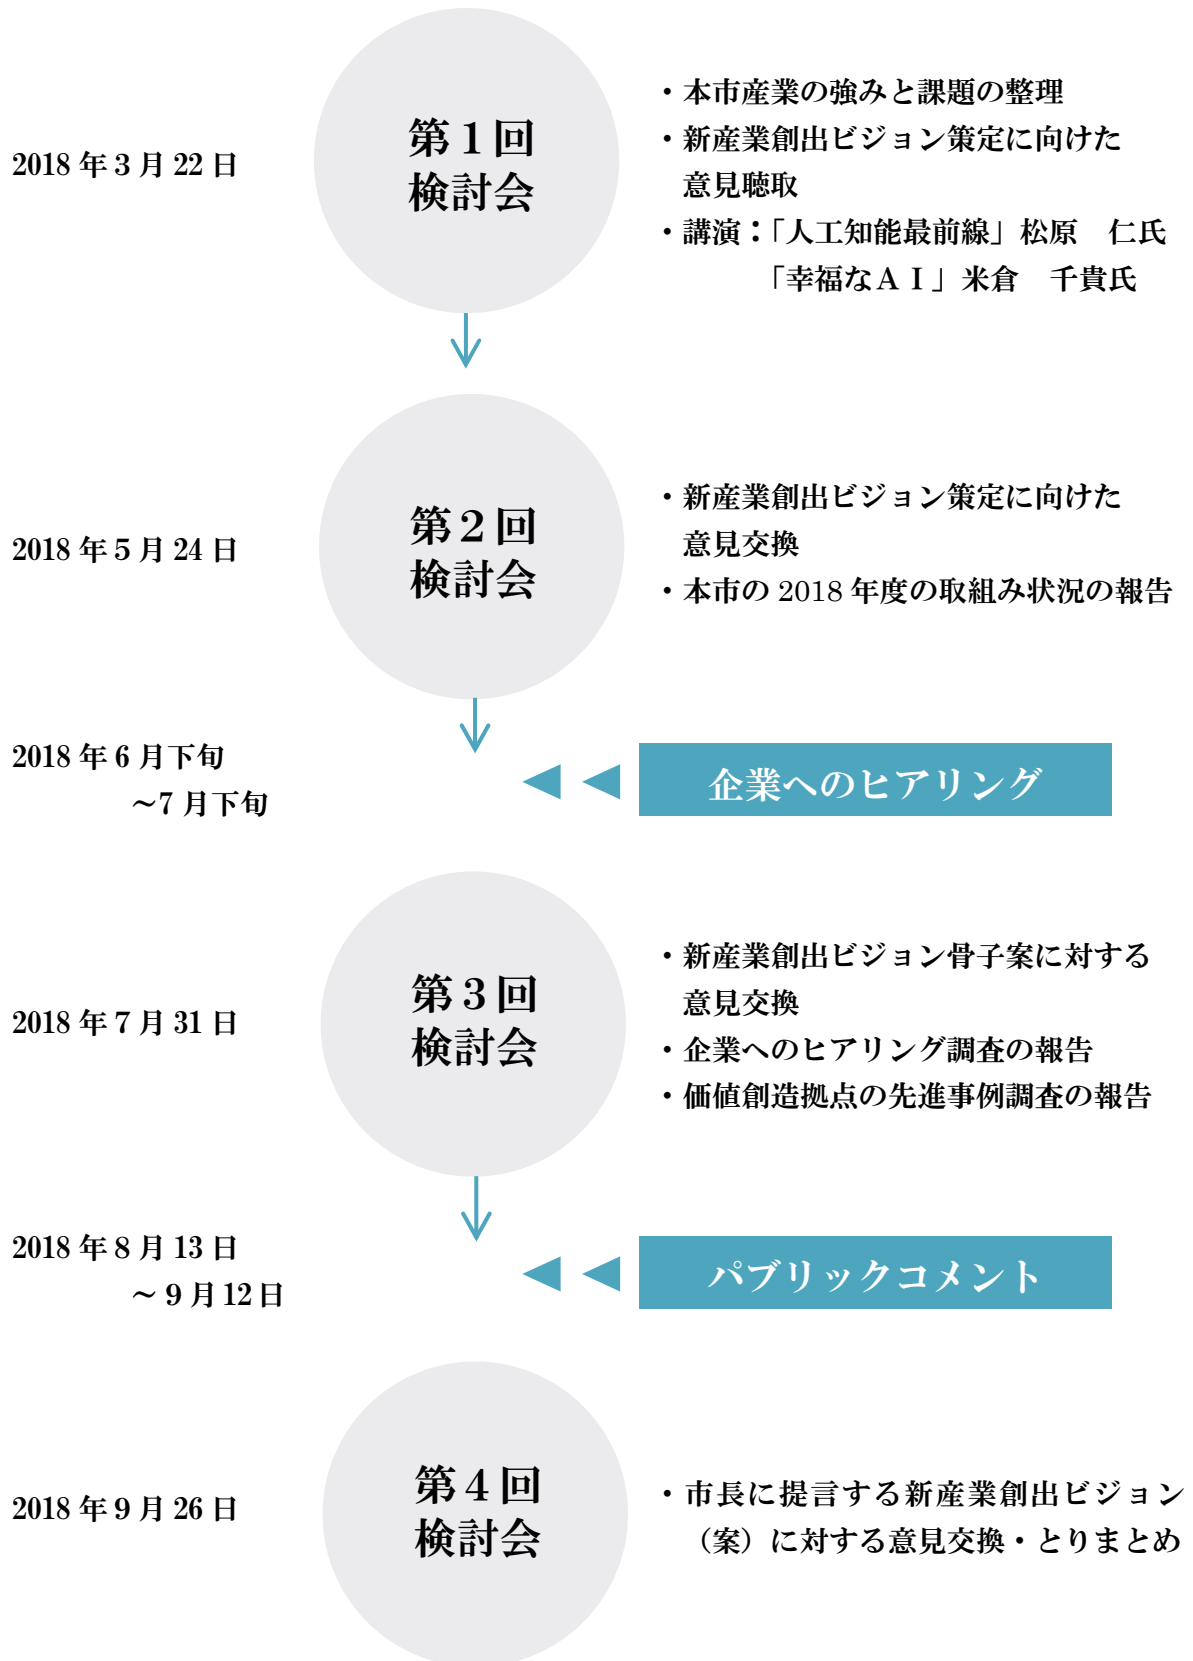 2018 年 3 月 22 日
第１回
検討会
・本市産業の強みと課題の整理
・新産業創出ビジョン策定に向けた
意見聴取
・講演：「人工知能最前線」松原　仁氏
「幸福なＡＩ」米倉　千貴氏
2018 年 5 月 24 日
第２回
検討会
・新産業創出ビジョン策定に向けた
意見交換
・本市の 2018 年度の取組み状況の報告
2018 年 6 月下旬
～7 月下旬
企業へのヒアリング
2018 年 7 月 31 日
第３回
検討会
・新産業創出ビジョン骨子案に対する
意見交換
・企業へのヒアリング調査の報告
・価値創造拠点の先進事例調査の報告
2018 年 8 月 13 日
～ 9 月 12 日
パブリックコメント
2018 年 9 月 26 日
第４回
検討会
・市長に提言する新産業創出ビジョン
（案）に対する意見交換・とりまとめ